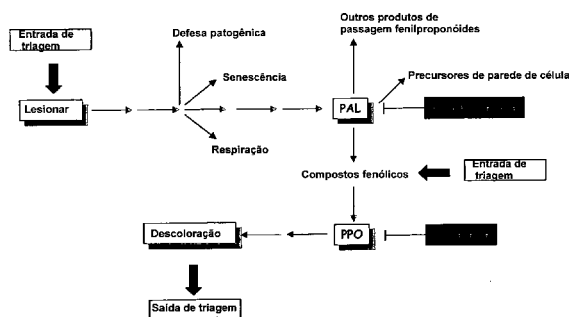 Outros produtos de
passagem fenilproponóides
Entrada de
triagem
Defesa patogênica
Senescência
Precursores de parede de célula
Lesionar
PAL
Respiração
Compostos fenólicos
Entrada de
triagem
Descoloração
PPO
Saída de triagem